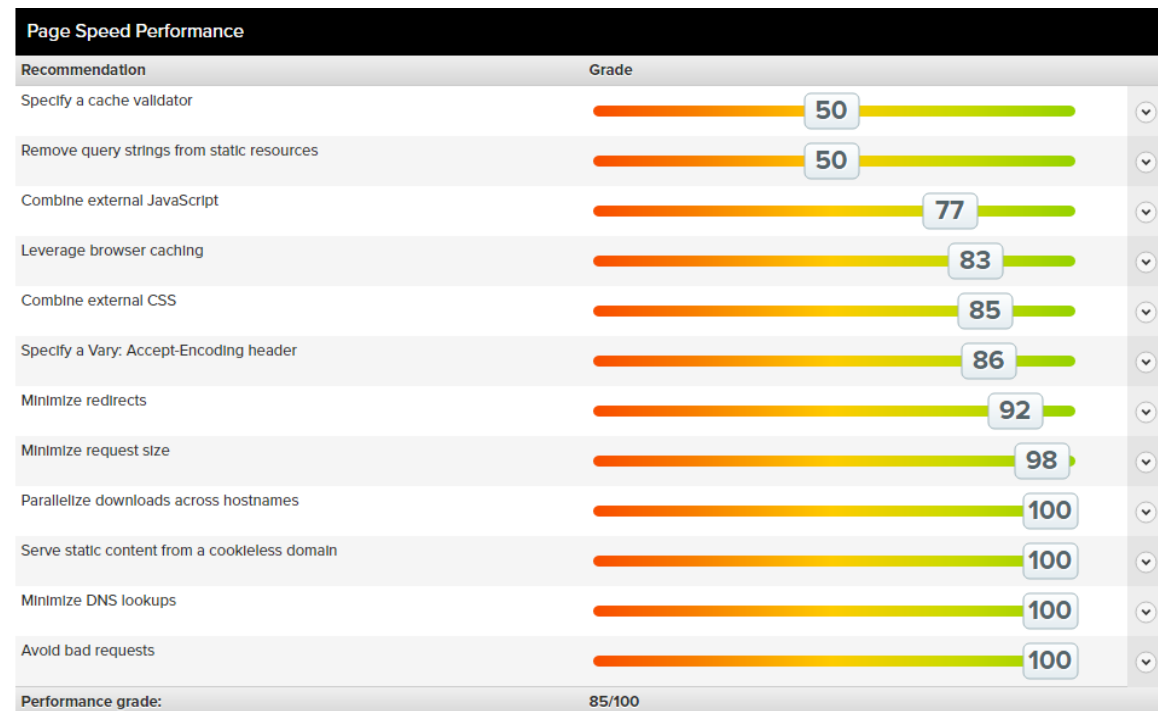 Page Speed Performance
Recommendation Grade
Specify a cache validator 50
Remove query strings from static resources 50
Combine external JavaScript 77
Leverage browser caching 83
Combine external CSS 85
Specify a Vary: Accept-Encoding header 86
Minimize redirects 92
Minimize request size 98
Parallelize downloads across hostnames 100
Serve static content from a cookieless domain 100
Minimize DNS lookups 100
Avoid bad requests 100
Performance grade: 85/100